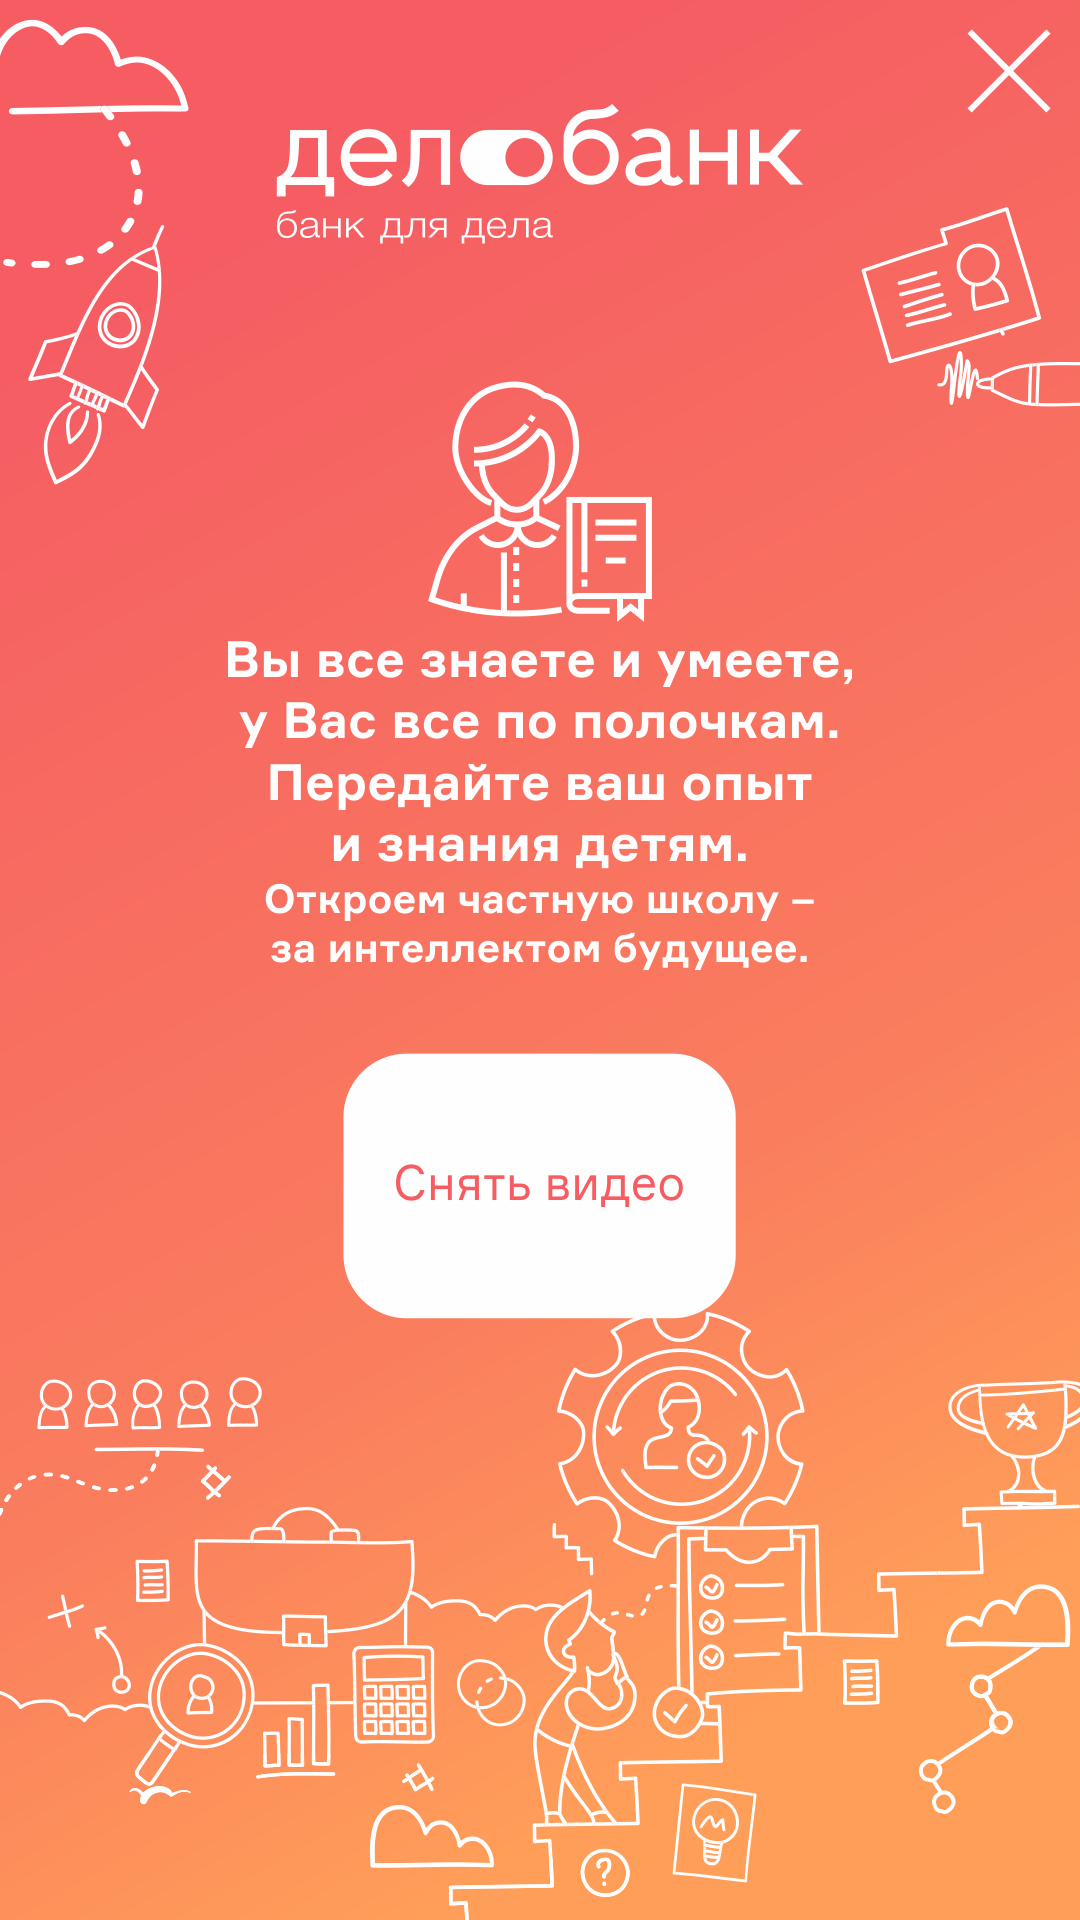 делобанк
банк для дела
Вы все знаете и умеете,
у Вас все по полочкам.
Передайте ваш опыт
и знания детям.
Откроем частную школу –
за интеллектом будущее.
Снять видео
?